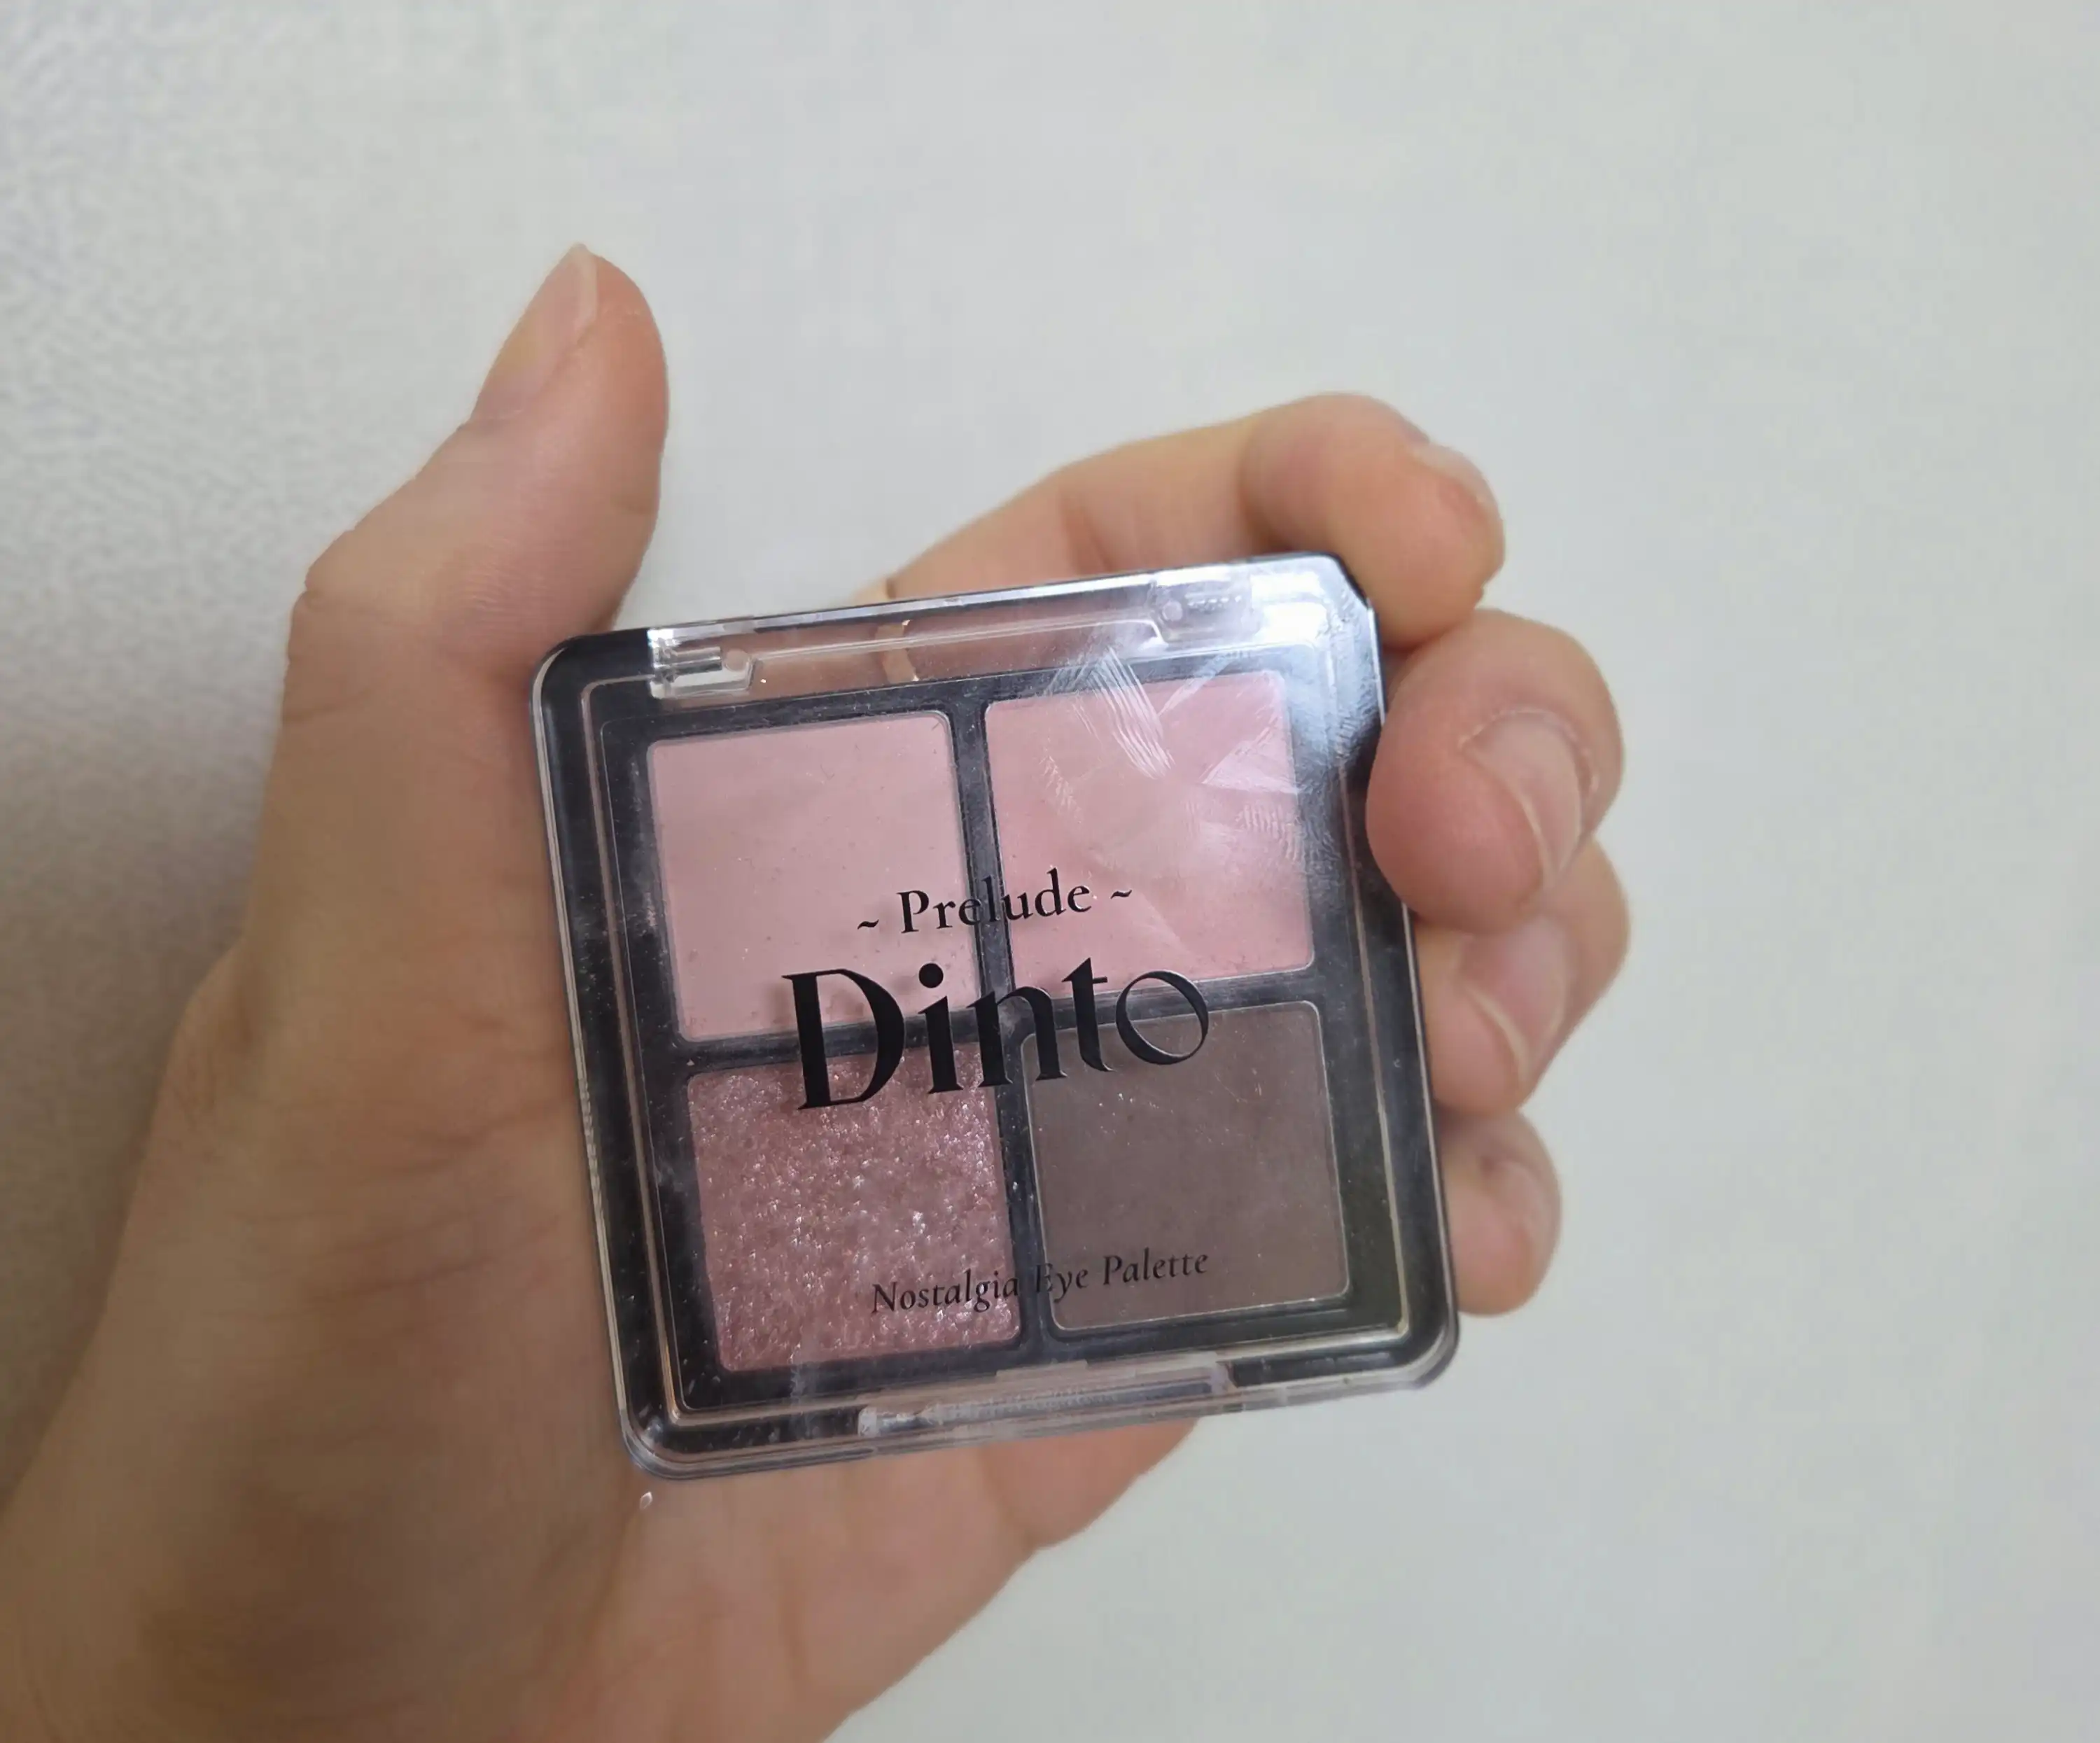 ~ Prelude ~
Dinto
Nostalgia Eye Palette